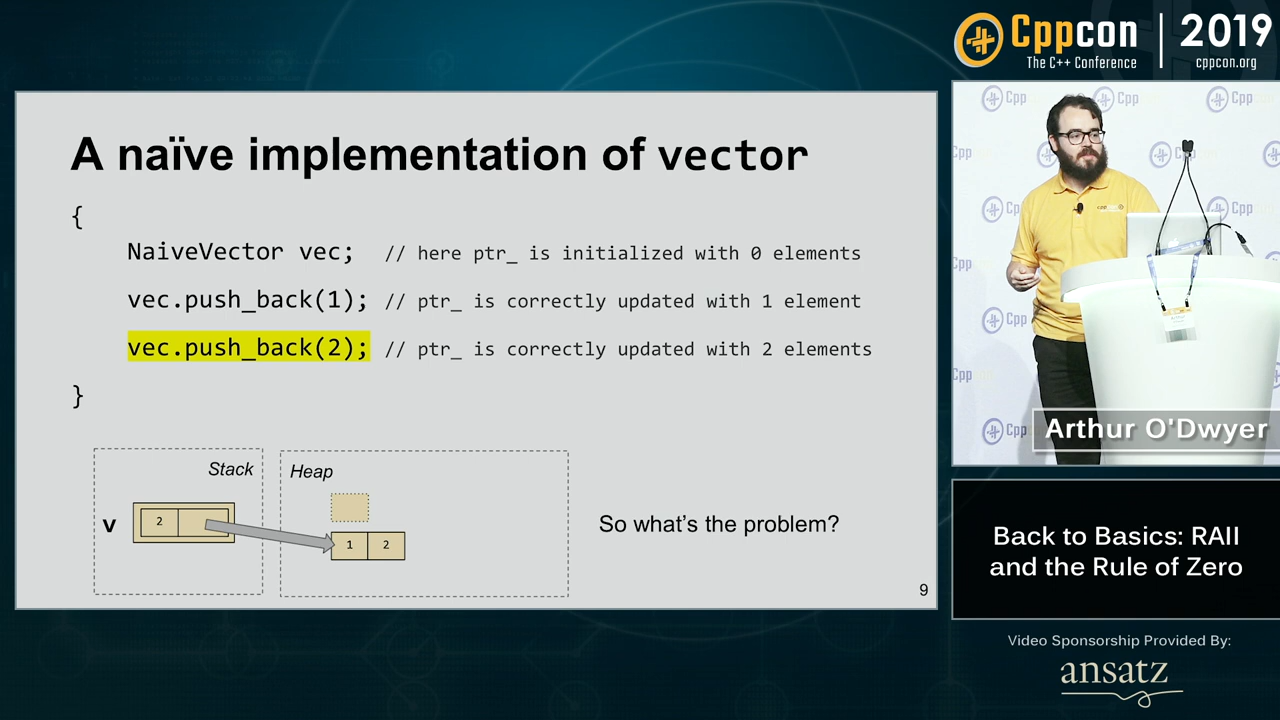 Cppcon
The C++ Conference
2019
cppcon.org
A naïve implementation of vector
{
NaiveVector vec; // here ptr_ is initialized with 0 elements
vec.push_back(1); // ptr_ is correctly updated with 1 element
vec.push_back(2); // ptr_ is correctly updated with 2 elements
}
Stack
Heap
v
2
1 2
So what's the problem?
9
Arthur O'Dwyer
Back to Basics: RAII
and the Rule of Zero
Video Sponsorship Provided By:
ansatz